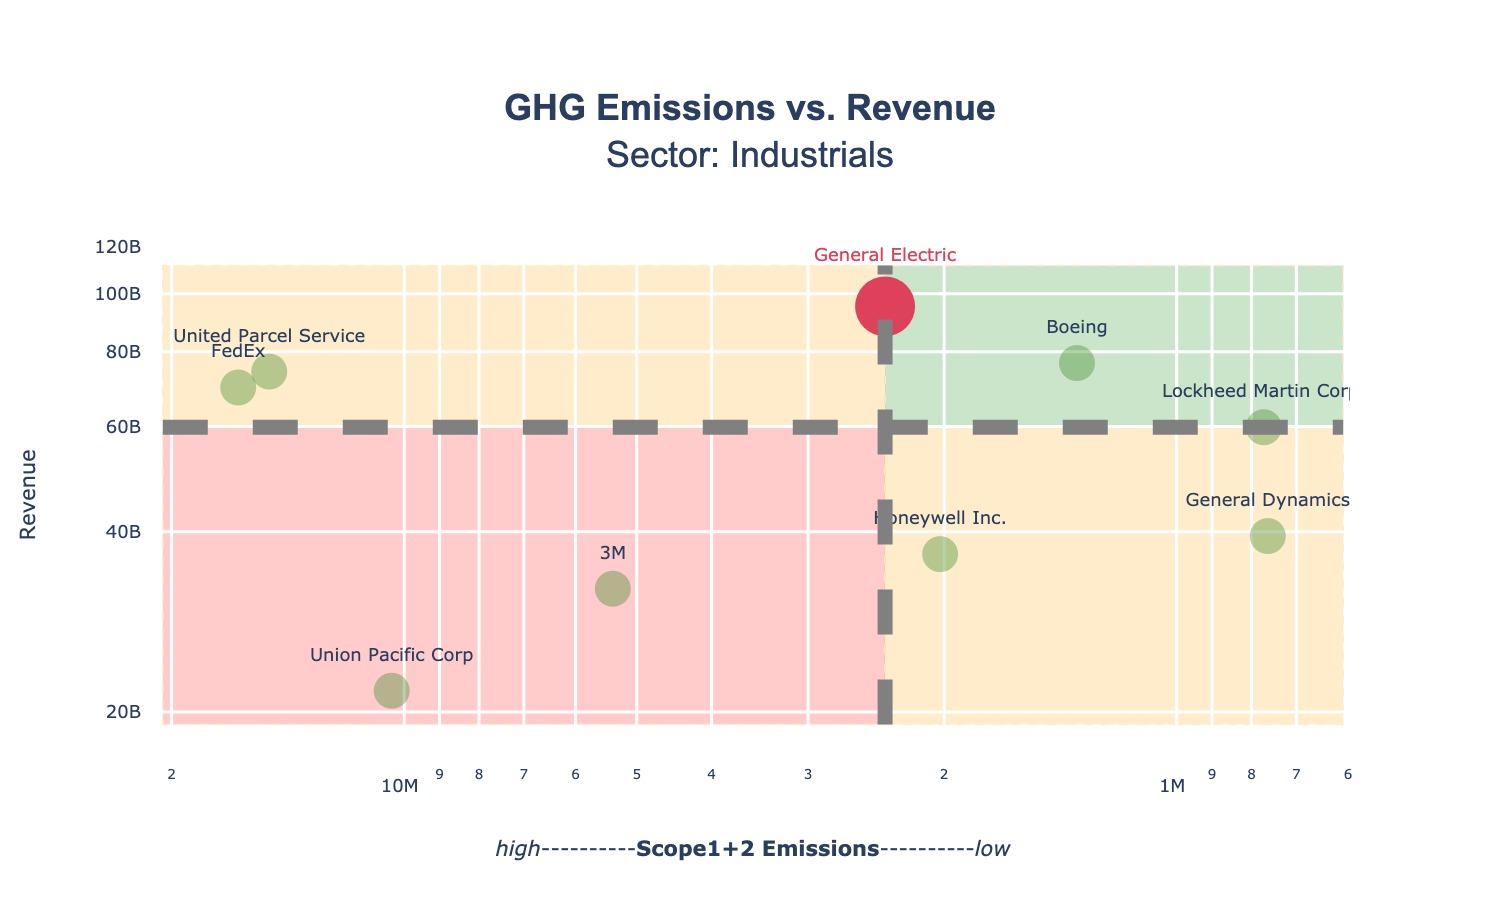 GHG Emissions vs. Revenue
Sector: Industrials
120B
General Electric
100B
Boeing
United Parcel Service
FedEx
80B
Lockheed Martin Corp
60B
Revenue
General Dynamics
Honeywell Inc.
40B
3M
Union Pacific Corp
20B
2 9 8 7 6 5 4 3 2 9 8 7 6
10M 1M
high----------Scope1+2 Emissions----------low